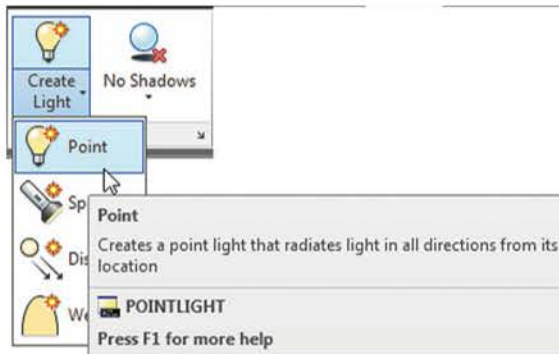 Create Light
No Shadows
Point
Sp
Dis
We
Point
Creates a point light that radiates light in all directions from its
location
POINTLIGHT
Press F1 for more help